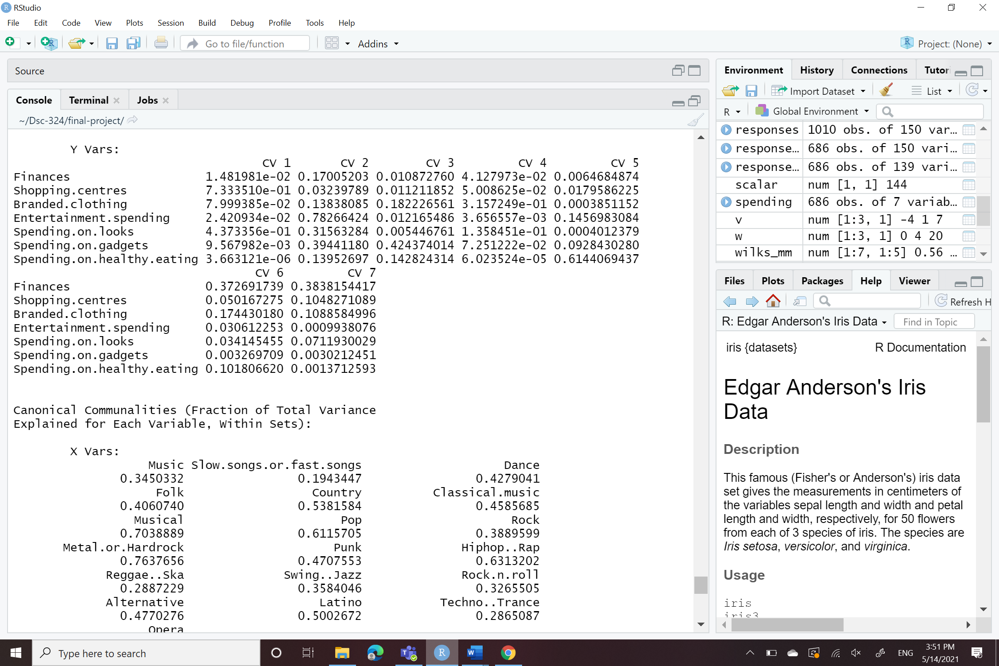 RStudio
File Edit Code View Plots Session Build Debug Profile Tools Help
Go to file/function Addins Project: (None)
Source
Console Terminal Jobs
~/Dsc-324/final-project/
Y Vars:
CV 1 CV 2 CV 3 CV 4 CV 5
Finances 1.481981e-02 0.17005203 0.010872760 4.127973e-02 0.0064684874
Shopping.centres 7.333510e-01 0.03239789 0.011211852 5.008625e-02 0.0179586225
Branded.clothing 7.999385e-02 0.13838085 0.182226561 3.157249e-01 0.0003851152
Entertainment.spending 2.420934e-02 0.78266424 0.012165486 3.656557e-03 0.1456983084
Spending.on.looks 4.373356e-01 0.31563284 0.005446761 1.358451e-01 0.0004012379
Spending.on.gadgets 9.567982e-03 0.39441180 0.424374014 7.251222e-02 0.0928430280
Spending.on.healthy.eating 3.663121e-06 0.13952697 0.142824314 6.023524e-05 0.6144069437
CV 6 CV 7
Finances 0.372691739 0.3838154417
Shopping.centres 0.050167275 0.1048271089
Branded.clothing 0.174430180 0.1088584996
Entertainment.spending 0.030612253 0.0009938076
Spending.on.looks 0.034145455 0.0711930029
Spending.on.gadgets 0.003269709 0.0030212451
Spending.on.healthy.eating 0.101806620 0.0013712593
Canonical Communalities (Fraction of Total Variance
Explained for Each Variable, Within Sets):
X Vars:
Music Slow.songs.or.fast.songs Dance
0.3450332 0.1943447 0.4279041
Folk Country Classical.music
0.4060740 0.5381584 0.4585685
Musical Pop Rock
0.7038889 0.6115705 0.3889599
Metal.or.Hardrock Punk Hiphop..Rap
0.7637656 0.4707553 0.6313202
Reggae..Ska Swing..Jazz Rock.n.roll
0.2887229 0.3584046 0.3265505
Alternative Latino Techno..Trance
0.4770276 0.5002672 0.2865087
Opera
Environment History Connections Tutori
Import Dataset List
R Global Environment
responses 1010 obs. of 150 var…
response… 686 obs. of 150 vari…
response… 686 obs. of 139 vari…
scalar num [1, 1] 144
spending 686 obs. of 7 variab…
v num [1:3, 1] -4 1 7
w num [1:3, 1] 0 4 20
wilks_mm num [1:7, 1:5] 0.56 …
Files Plots Packages Help Viewer
Refresh H
R: Edgar Anderson's Iris Data Find in Topic
iris {datasets} R Documentation
Edgar Anderson's Iris
Data
Description
This famous (Fisher's or Anderson's) iris data
set gives the measurements in centimeters of
the variables sepal length and width and petal
length and width, respectively, for 50 flowers
from each of 3 species of iris. The species are
Iris setosa, versicolor, and virginica.
Usage
iris
iris3
Type here to search
ENG
3:51 PM
5/14/2021